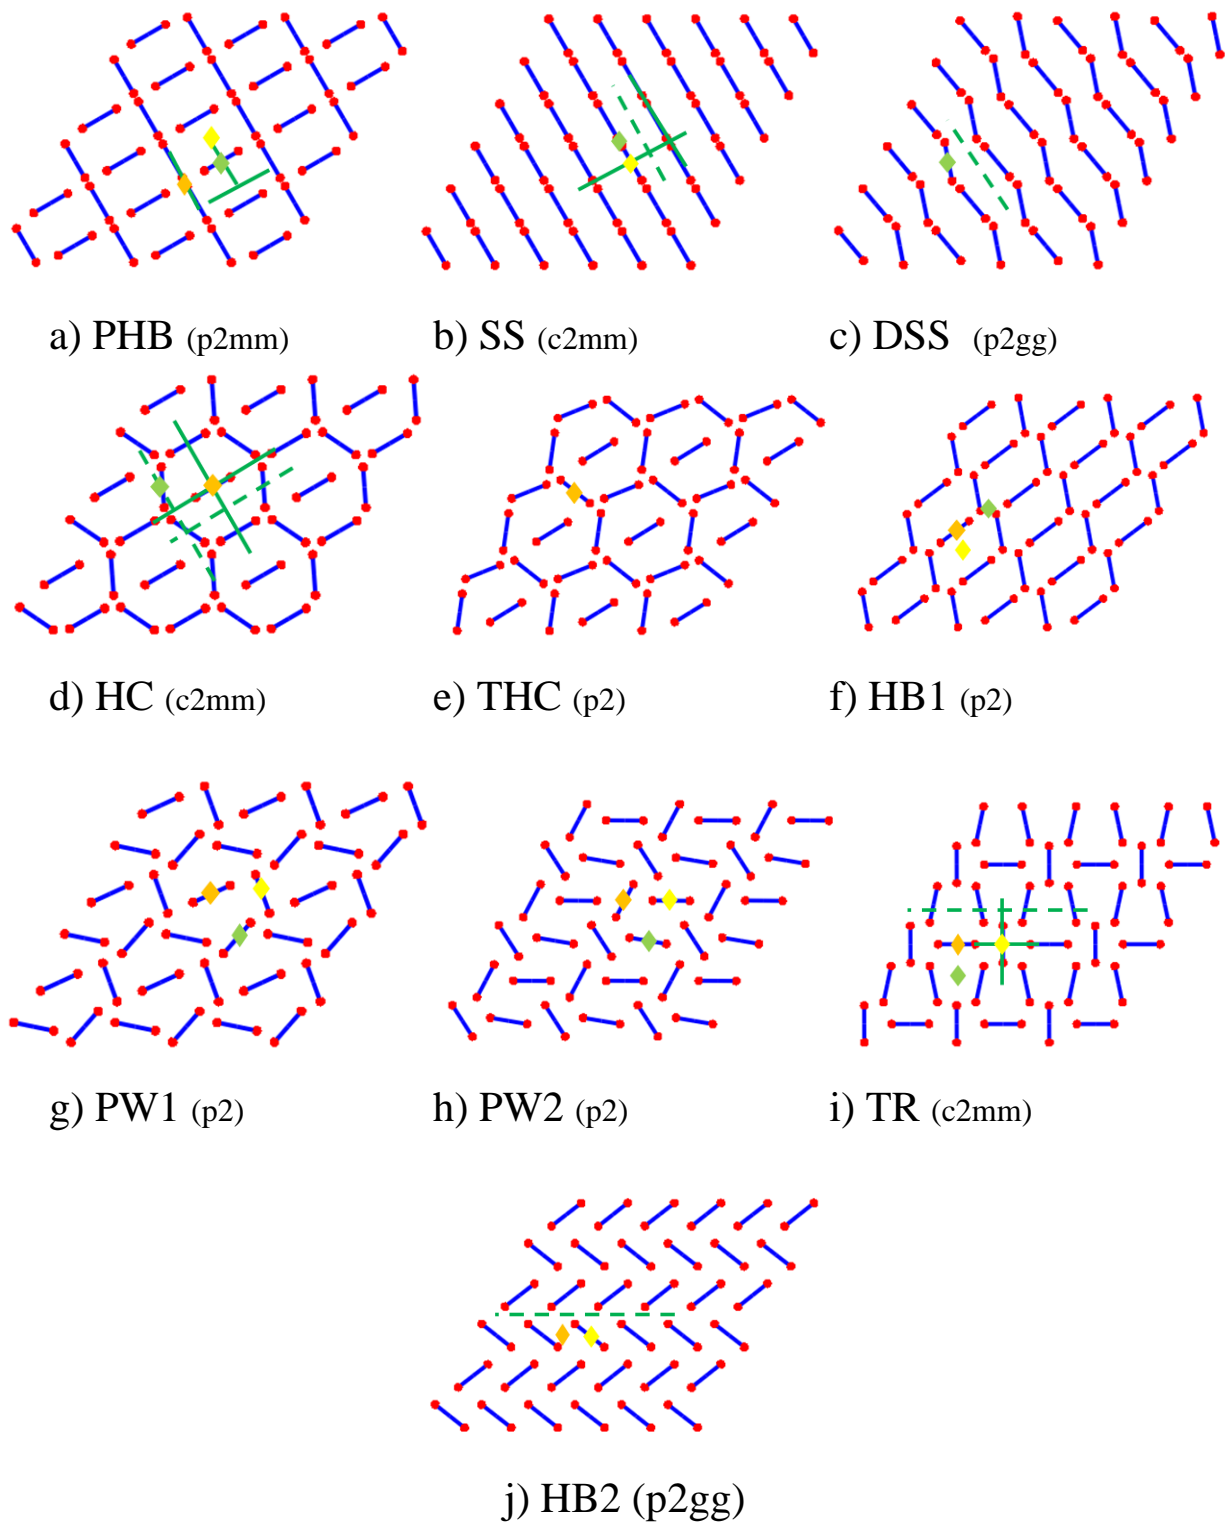 a) PHB (p2mm) b) SS (c2mm) c) DSS (p2gg)
d) HC (c2mm) e) THC (p2) f) HB1 (p2)
g) PW1 (p2) h) PW2 (p2) i) TR (c2mm)
j) HB2 (p2gg)